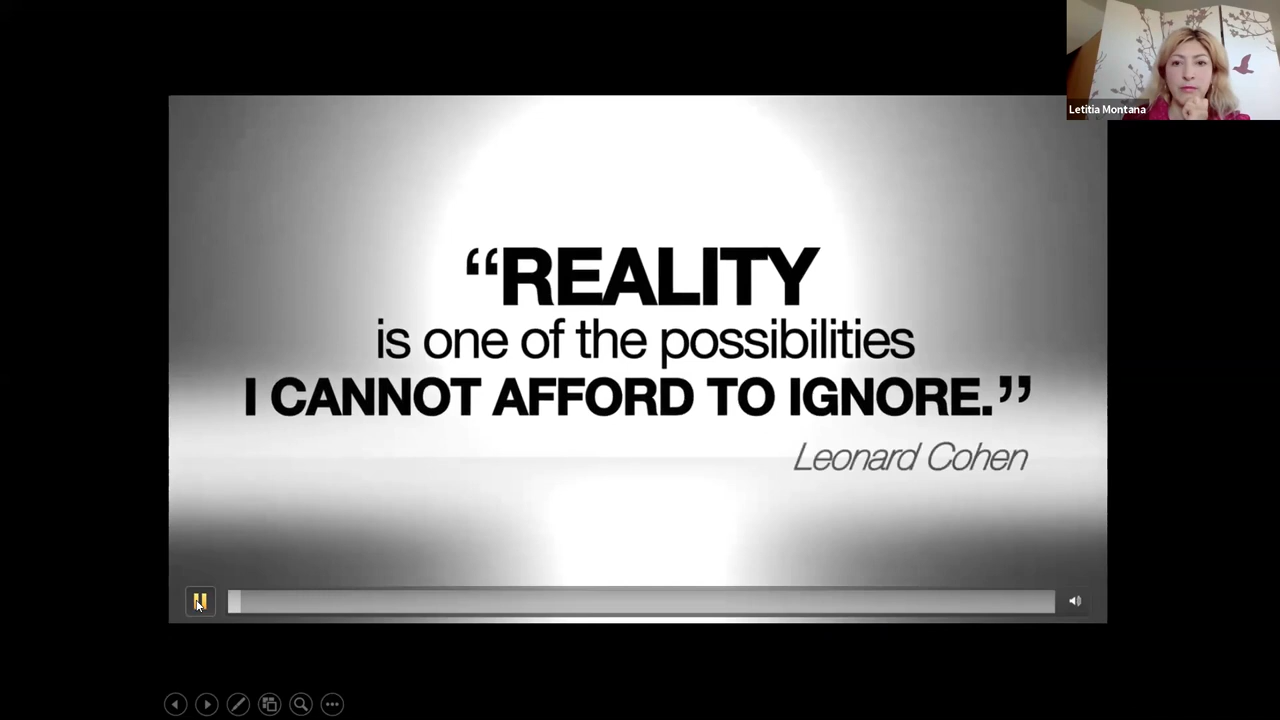 Letitia Montana
“REALITY
is one of the possibilities
I CANNOT AFFORD TO IGNORE.”
Leonard Cohen